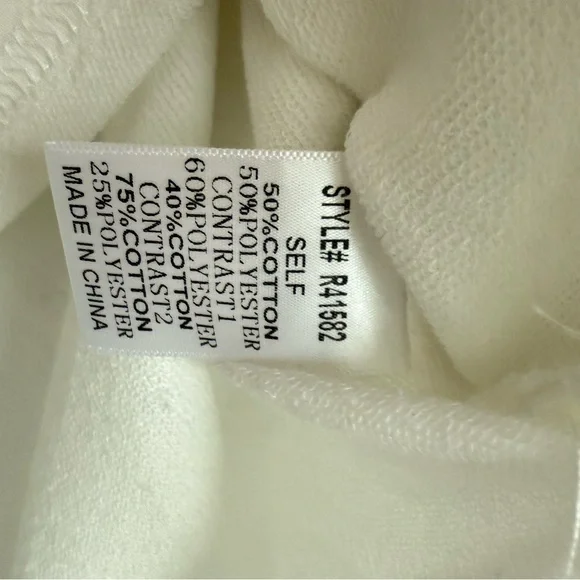 STYLE# R41582
SELF
50%COTTON
50%POLYESTER
CONTRAST1
60%POLYESTER
40%COTTON
CONTRAST2
75%COTTON
25%POLYESTER
MADE IN CHINA